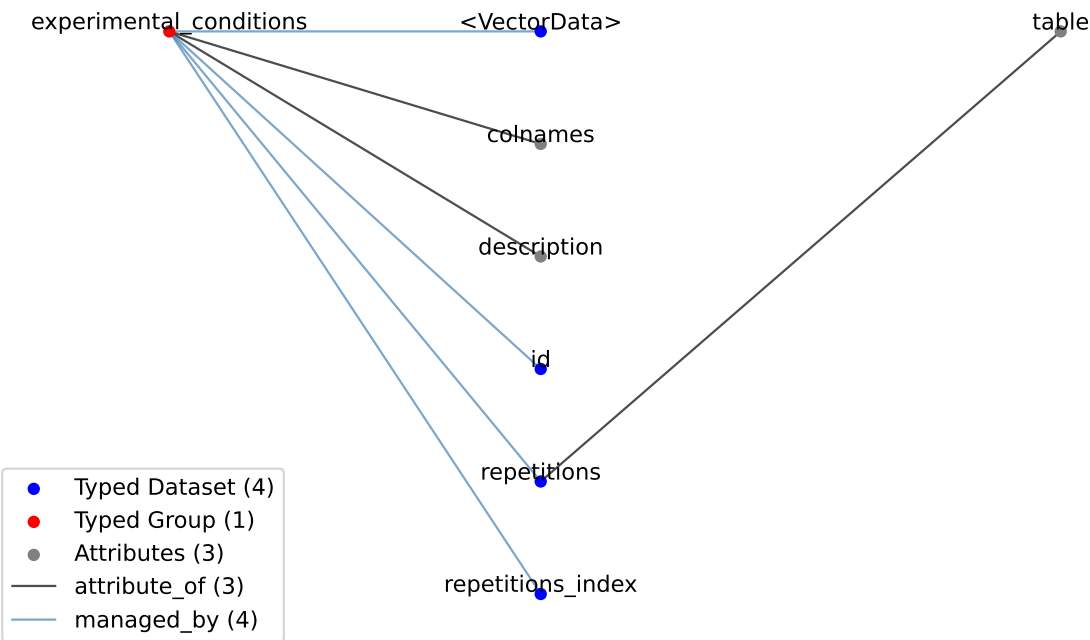 experimental_conditions
<VectorData>
table
colnames
description
id
repetitions
repetitions_index
Typed Dataset (4)
Typed Group (1)
Attributes (3)
attribute_of (3)
managed_by (4)